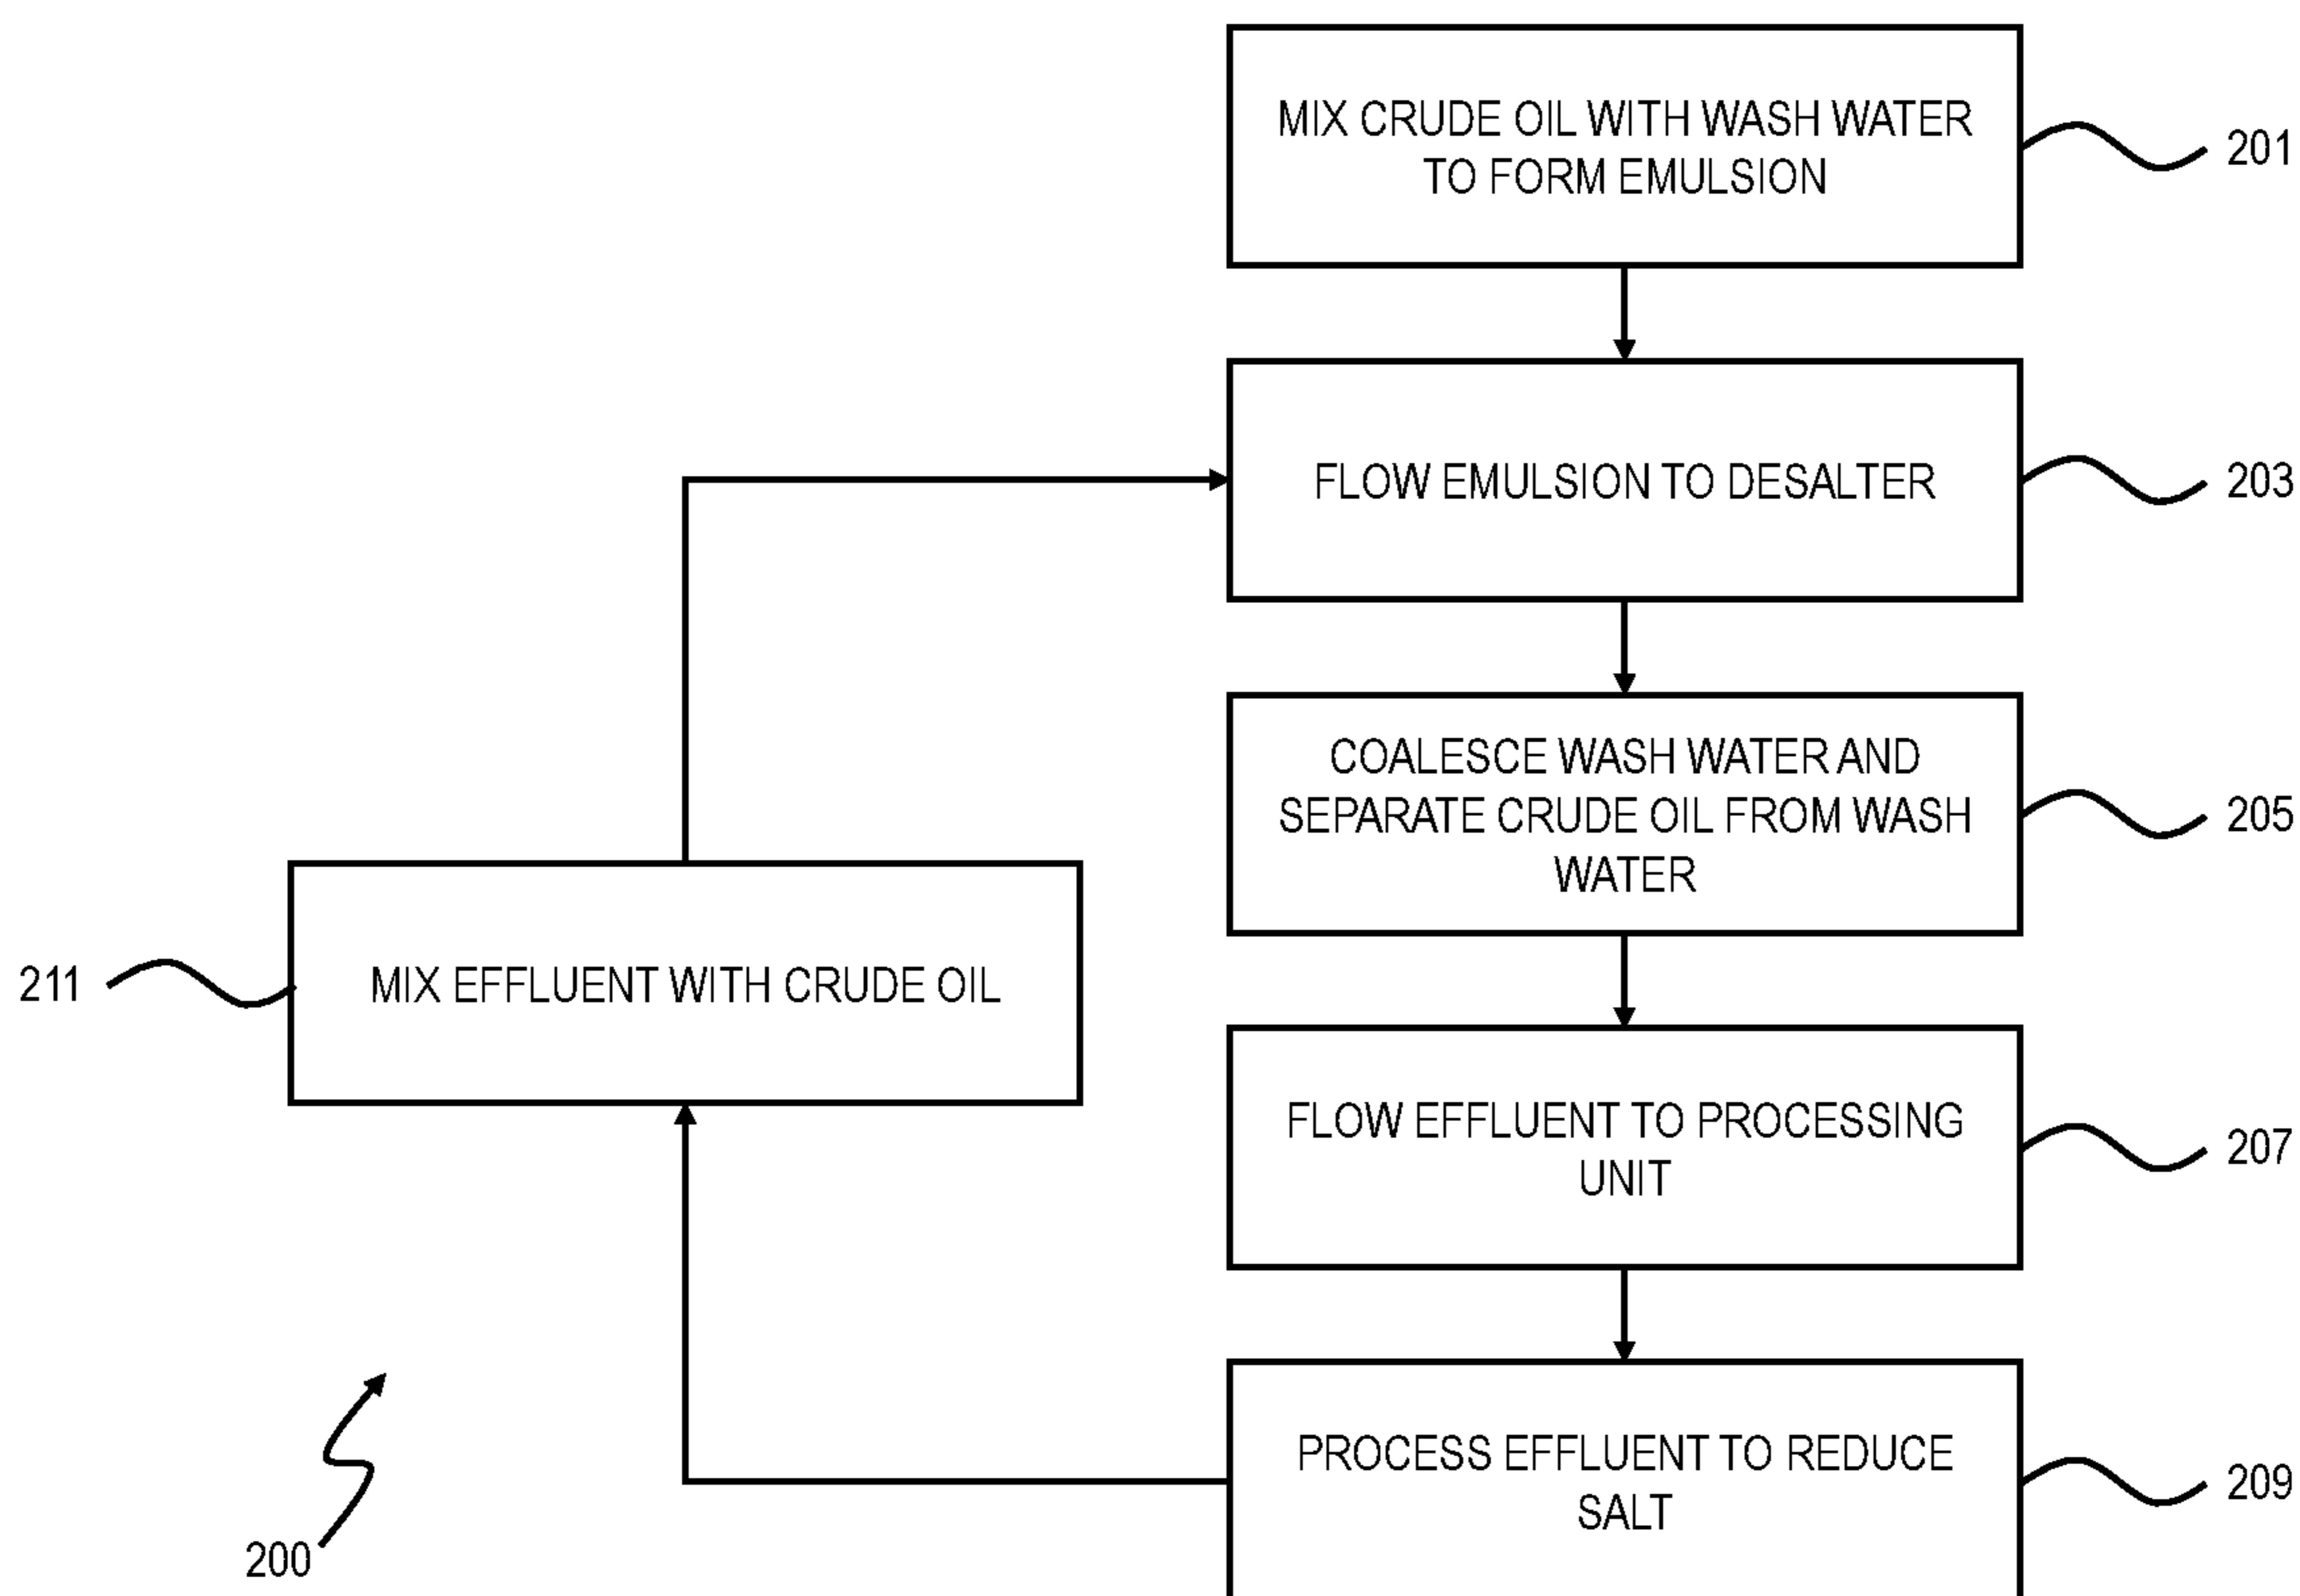 MIX CRUDE OIL WITH WASH WATER
TO FORM EMULSION
201
FLOW EMULSION TO DESALTER
203
COALESCE WASH WATER AND
SEPARATE CRUDE OIL FROM WASH
WATER
205
211
MIX EFFLUENT WITH CRUDE OIL
FLOW EFFLUENT TO PROCESSING
UNIT
207
PROCESS EFFLUENT TO REDUCE
SALT
209
200